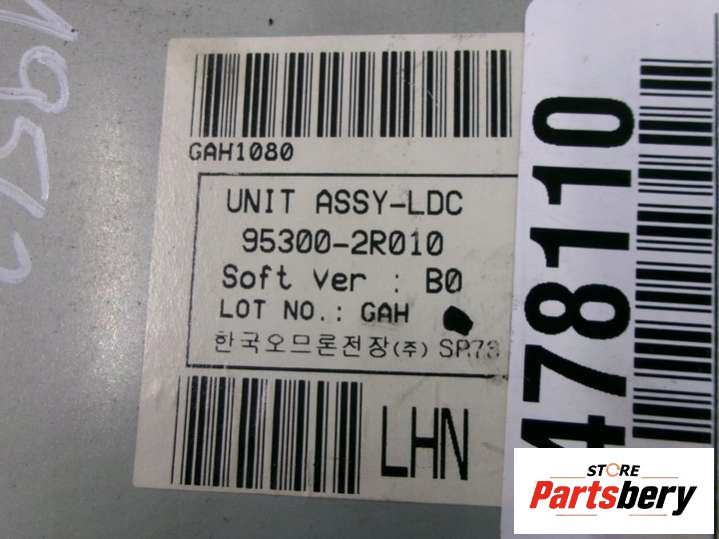 GAH1080
UNIT ASSY-LDC
95300-2R010
Soft Ver : B0
LOT NO.: GAH
한국오므론전장(주)
LHN
478110
STORE
Partsbery